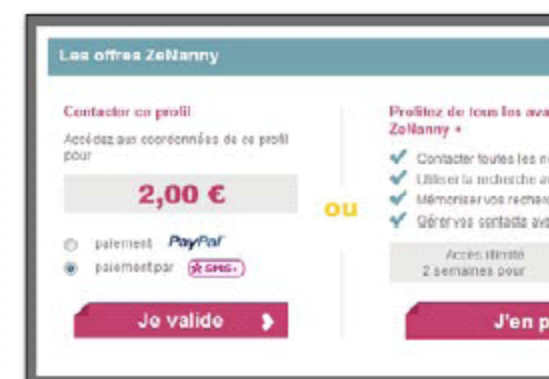 Les offres ZeNanny
Contacter ce profil
Accédez aux coordonnées de ce profil
pour
2,00 €
paiement PayPal
paiement par SMS+
Je valide
ou
Profitez de tous les ava
ZeNanny +
Contacter toutes les n
Utiliser la recherche av
Mémoriser vos recherc
Gérer vos contacts ave
Accès illimité
2 semaines pour
J'en p